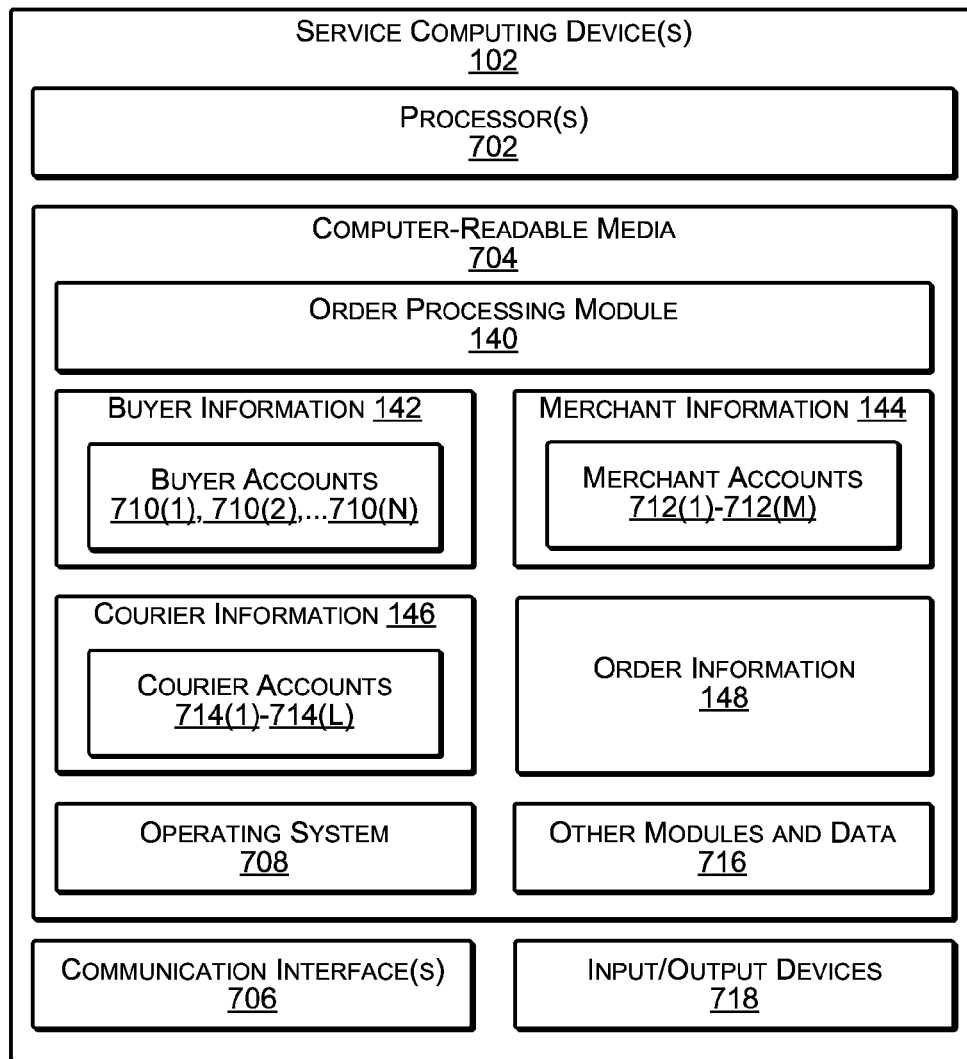 SERVICE COMPUTING DEVICE(S)
102
PROCESSOR(S)
702
COMPUTER-READABLE MEDIA
704
ORDER PROCESSING MODULE
140
BUYER INFORMATION 142
BUYER ACCOUNTS
710(1), 710(2),...710(N)
MERCHANT INFORMATION 144
MERCHANT ACCOUNTS
712(1)-712(M)
COURIER INFORMATION 146
COURIER ACCOUNTS
714(1)-714(L)
ORDER INFORMATION
148
OPERATING SYSTEM
708
OTHER MODULES AND DATA
716
COMMUNICATION INTERFACE(S)
706
INPUT/OUTPUT DEVICES
718